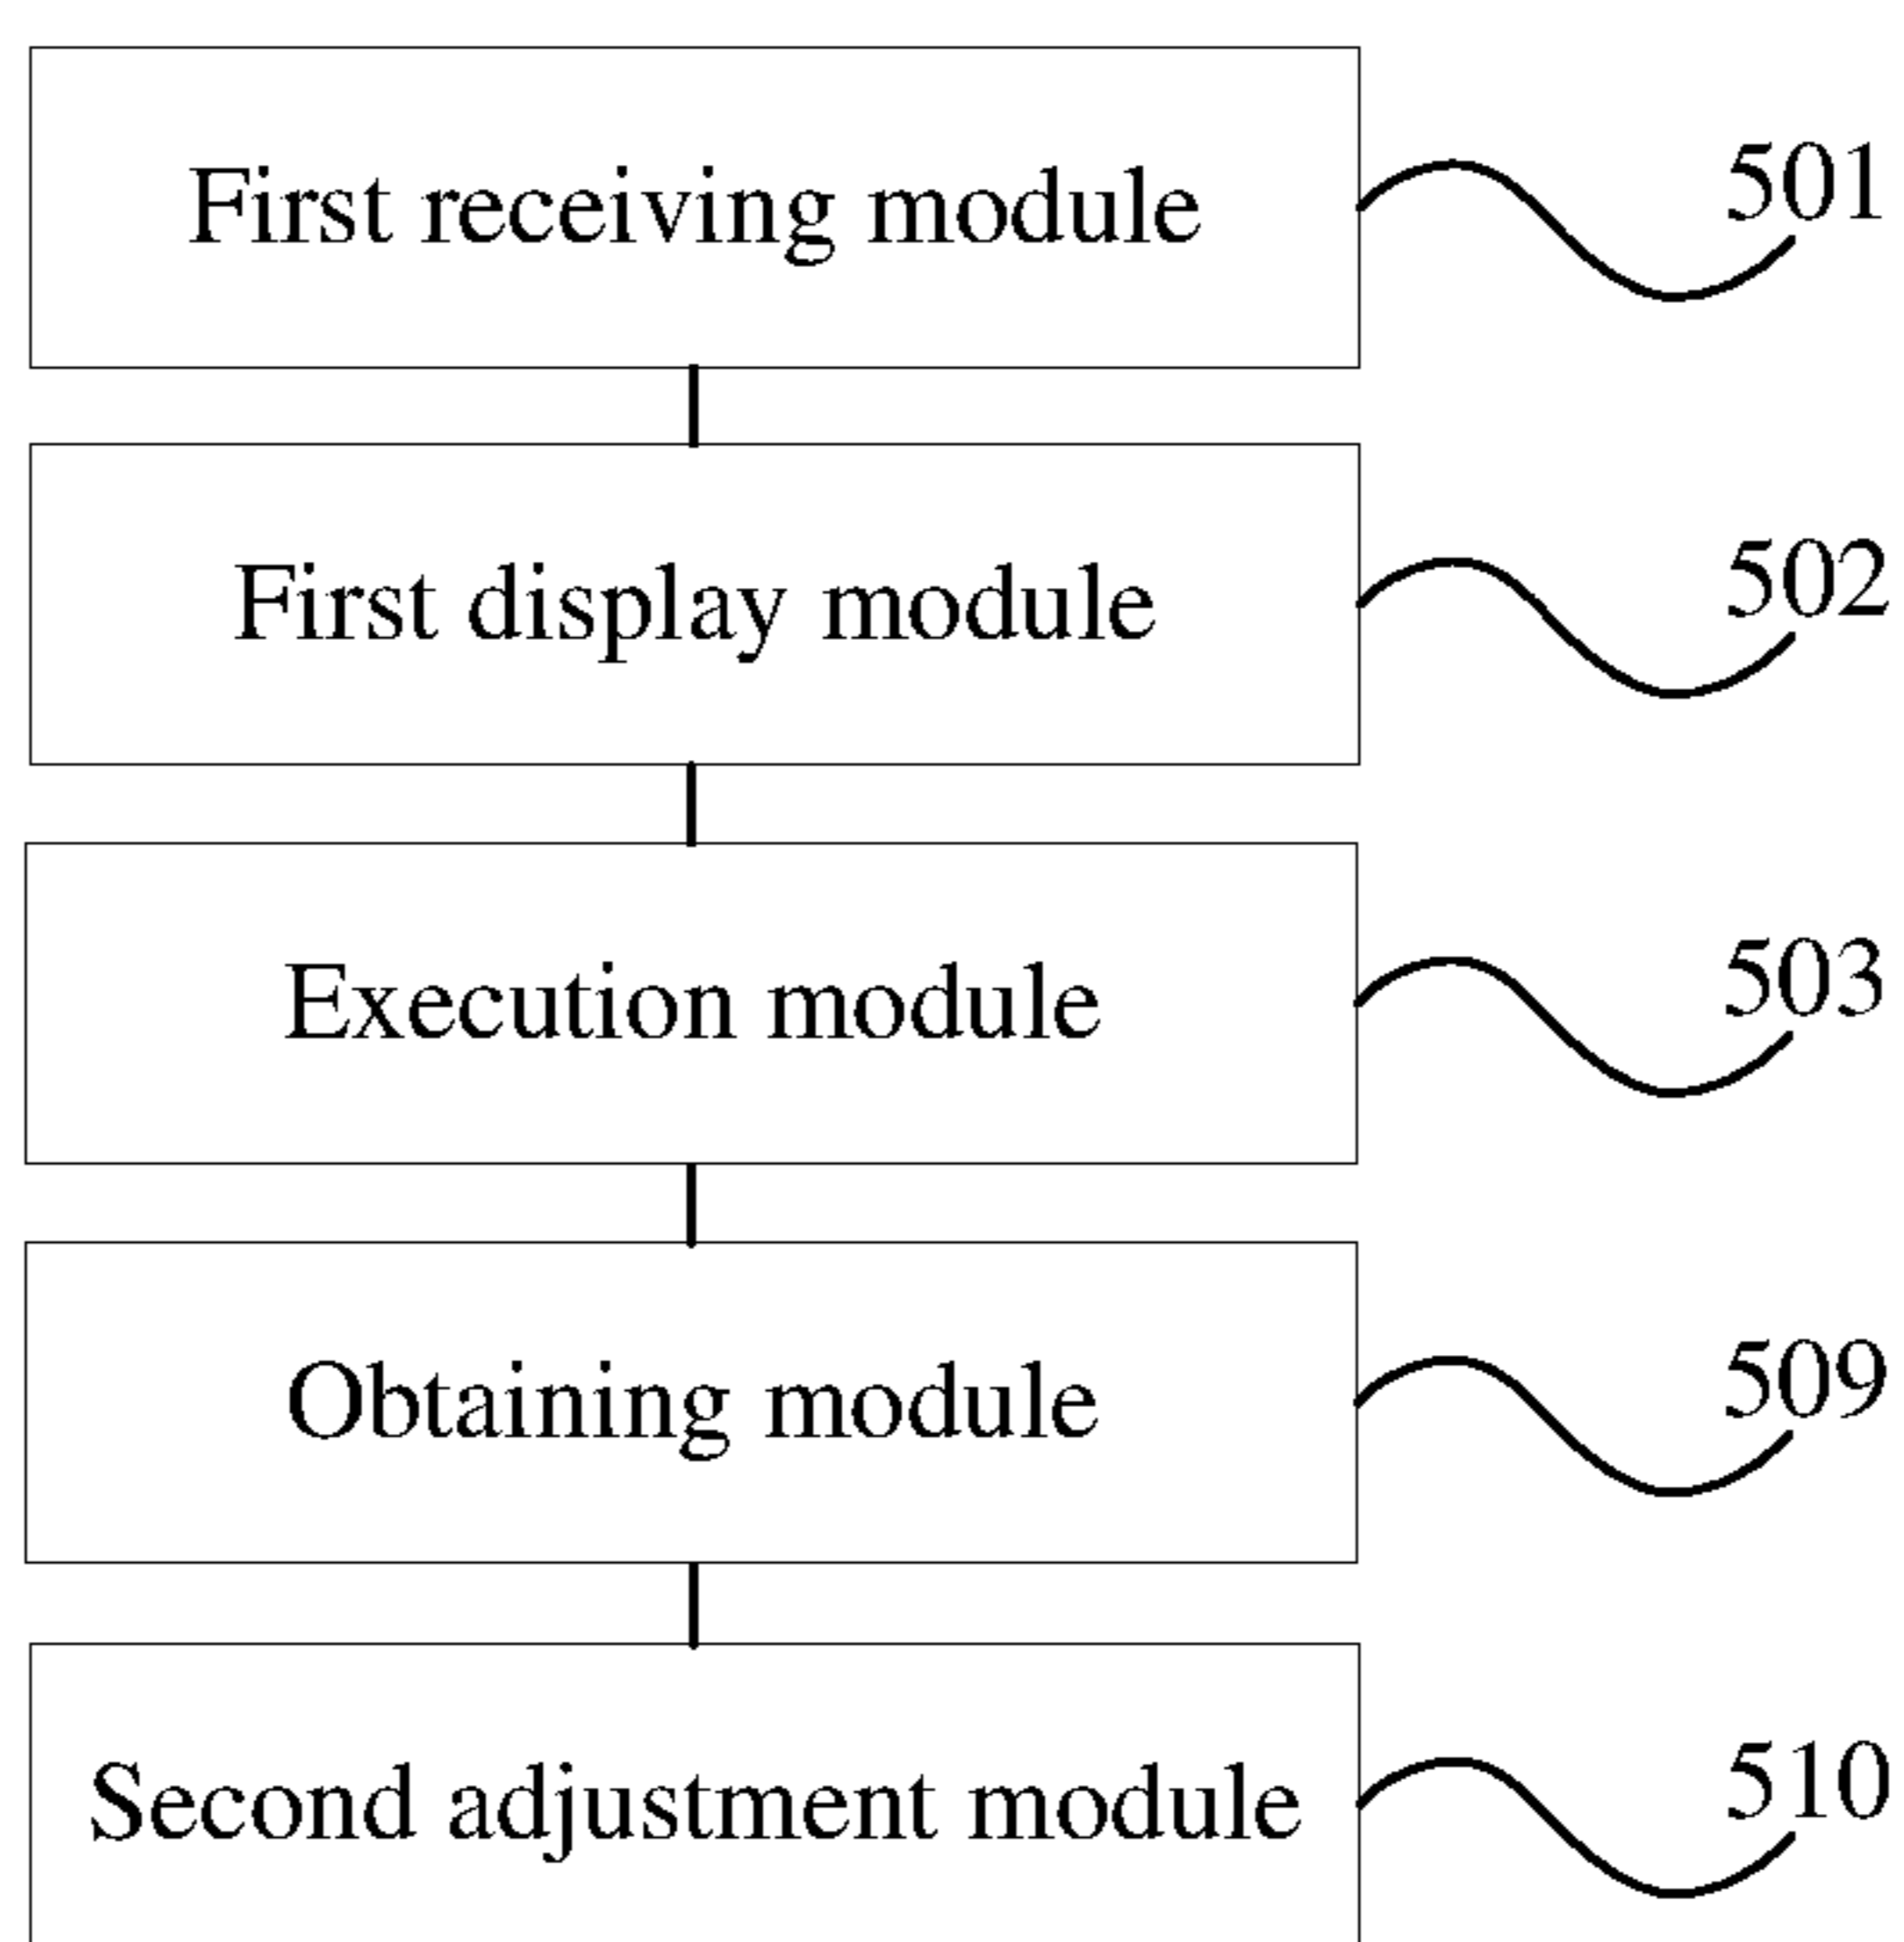 First receiving module
501
First display module
502
Execution module
503
Obtaining module
509
Second adjustment module
510